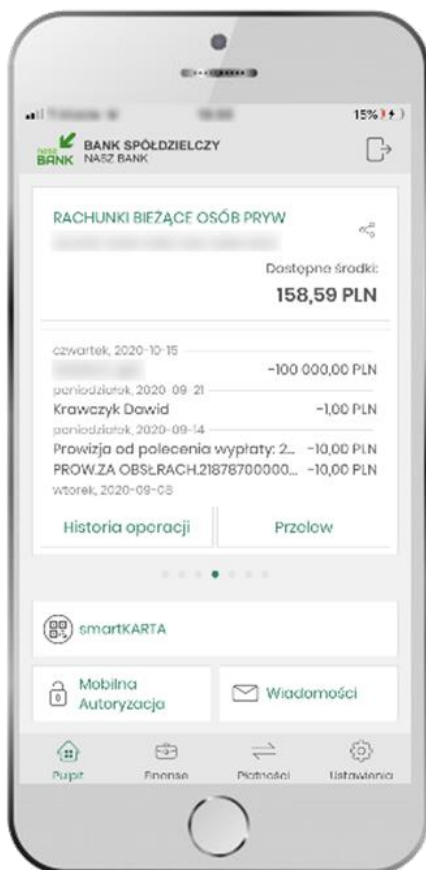 15%
nasz BANK
BANK SPÓŁDZIELCZY
NASZ BANK
RACHUNKI BIEŻĄCE OSÓB PRYW
Dostępne środki:
158,59 PLN
czwartek, 2020-10-15
-100 000,00 PLN
poniedziałek, 2020-09-21
Krawczyk Dawid -1,00 PLN
poniedziałek, 2020-09-14
Prowizja od polecenia wypłaty: 2... -10,00 PLN
PROW.ZA OBSŁRACH.21878700000... -10,00 PLN
wtorek, 2020-09-08
Historia operacji Przelew
smartKARTA
Mobilna
Autoryzacja
Wiadomości
Pulpit Finanse Płatności Ustawienia